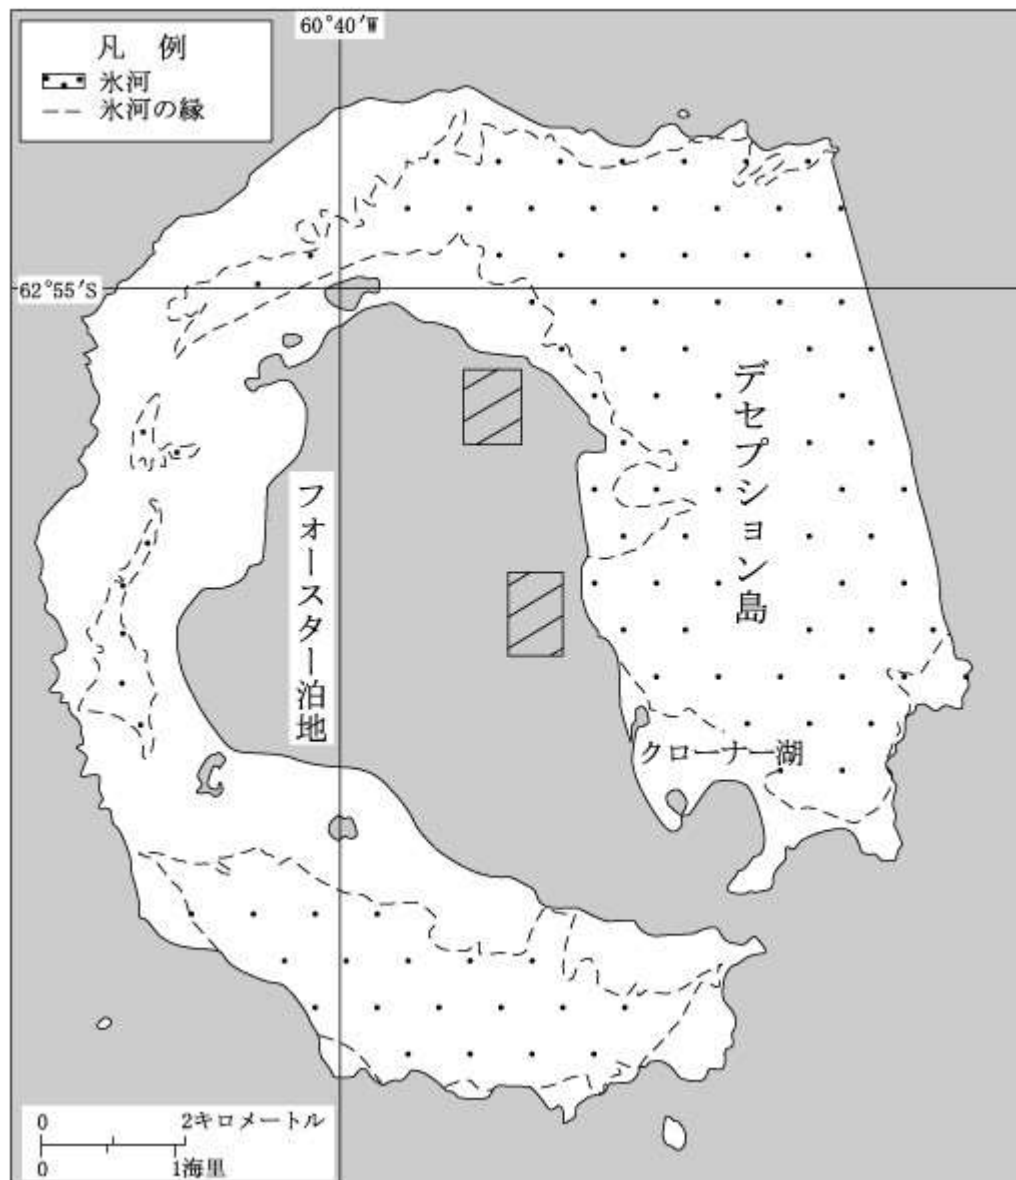 60°40′W
凡 例
氷河
氷河の縁
62°55′S
デセプション島
フォースター泊地
クローナー湖
0 2キロメートル
0 1海里